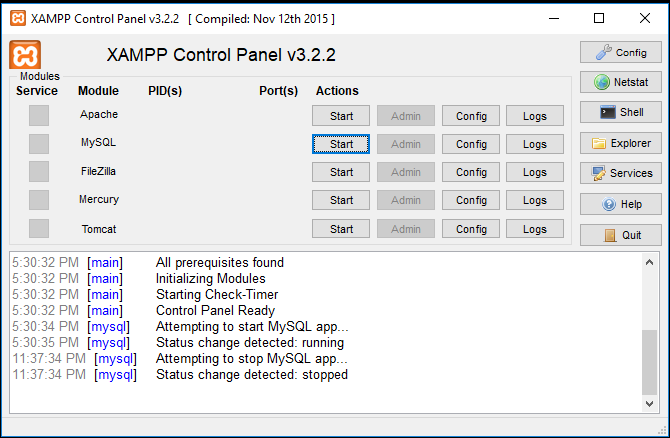 XAMPP Control Panel v3.2.2 [ Compiled: Nov 12th 2015 ]
XAMPP Control Panel v3.2.2
Config
Modules
Service Module PID(s) Port(s) Actions
Netstat
Apache Start Admin Config Logs
Shell
MySQL Start Admin Config Logs
Explorer
FileZilla Start Admin Config Logs
Services
Mercury Start Admin Config Logs
Help
Tomcat Start Admin Config Logs
Quit
5:30:32 PM [main] All prerequisites found
5:30:32 PM [main] Initializing Modules
5:30:32 PM [main] Starting Check-Timer
5:30:32 PM [main] Control Panel Ready
5:30:34 PM [mysql] Attempting to start MySQL app...
5:30:35 PM [mysql] Status change detected: running
11:37:34 PM [mysql] Attempting to stop MySQL app...
11:37:34 PM [mysql] Status change detected: stopped